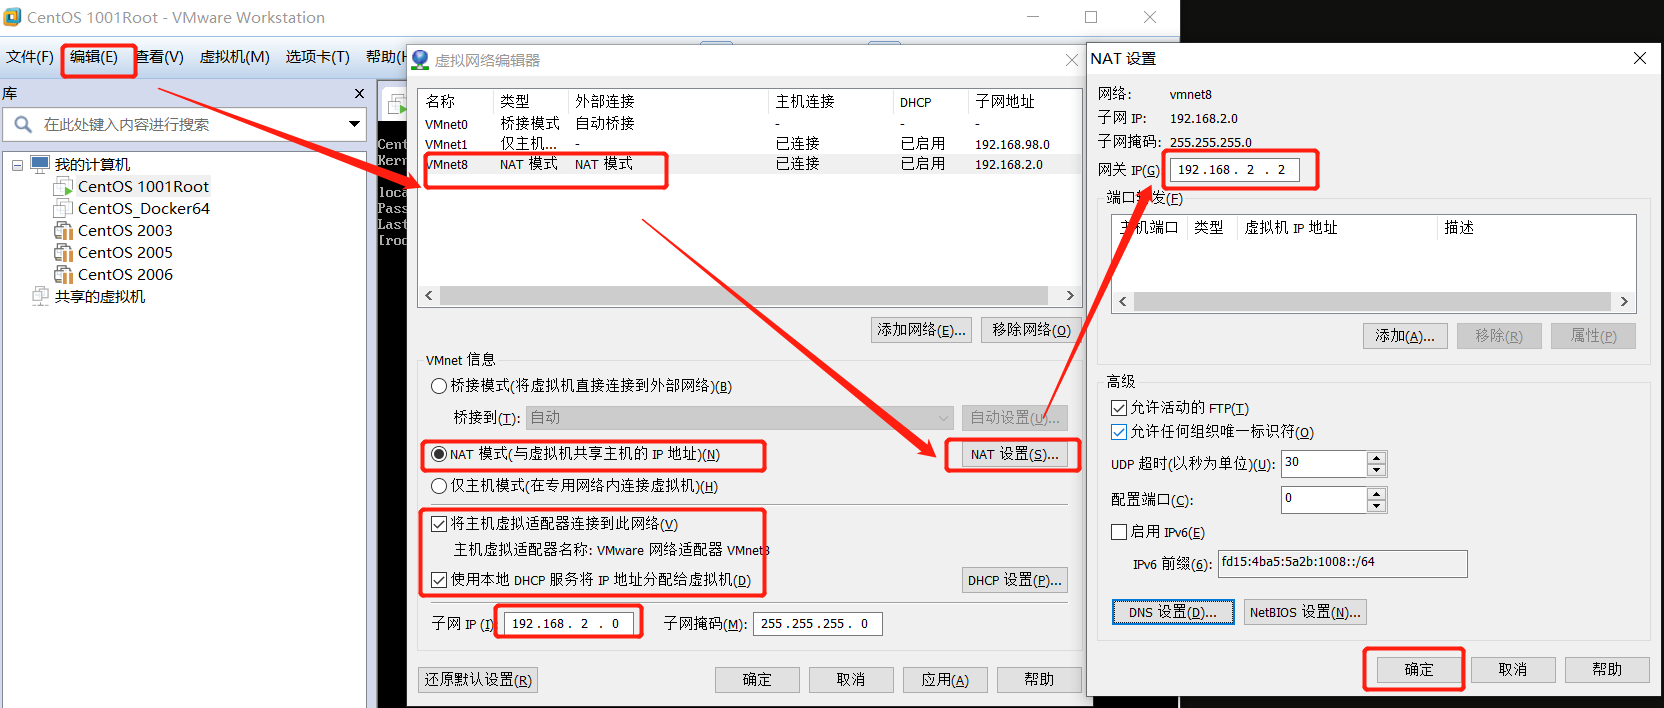 CentOS 1001Root - VMware Workstation
文件(F) 编辑(E) 查看(V) 虚拟机(M) 选项卡(T) 帮助(H
库
在此处键入内容进行搜索
我的计算机
CentOS 1001Root
CentOS_Docker64
CentOS 2003
CentOS 2005
CentOS 2006
共享的虚拟机
Cent
Kern
loca
Pass
Last
[roo
虚拟网络编辑器
名称 类型 外部连接 主机连接 DHCP 子网地址
VMnet0 桥接模式 自动桥接 - - -
VMnet1 仅主机... - 已连接 已启用 192.168.98.0
VMnet8 NAT 模式 NAT 模式 已连接 已启用 192.168.2.0
添加网络(E)... 移除网络(O)
VMnet 信息
桥接模式(将虚拟机直接连接到外部网络)(B)
桥接到(T): 自动 自动设置(U)...
NAT 模式(与虚拟机共享主机的 IP 地址)(N) NAT 设置(S)...
仅主机模式(在专用网络内连接虚拟机)(H)
将主机虚拟适配器连接到此网络(V)
主机虚拟适配器名称: VMware 网络适配器 VMnet8
使用本地 DHCP 服务将 IP 地址分配给虚拟机(D) DHCP 设置(P)...
子网 IP (I): 192.168. 2 . 0 子网掩码(M): 255.255.255. 0
还原默认设置(R) 确定 取消 应用(A) 帮助
NAT 设置
网络: vmnet8
子网 IP: 192.168.2.0
子网掩码: 255.255.255.0
网关 IP(G) 192.168. 2 . 2
端口转发(F)
主机端口 类型 虚拟机 IP 地址 描述
添加(A)... 移除(R) 属性(P)
高级
允许活动的 FTP(T)
允许任何组织唯一标识符(O)
UDP 超时(以秒为单位)(U): 30
配置端口(C): 0
启用 IPv6(E)
IPv6 前缀(6): fd15:4ba5:5a2b:1008::/64
DNS 设置(D)... NetBIOS 设置(N)...
确定 取消 帮助